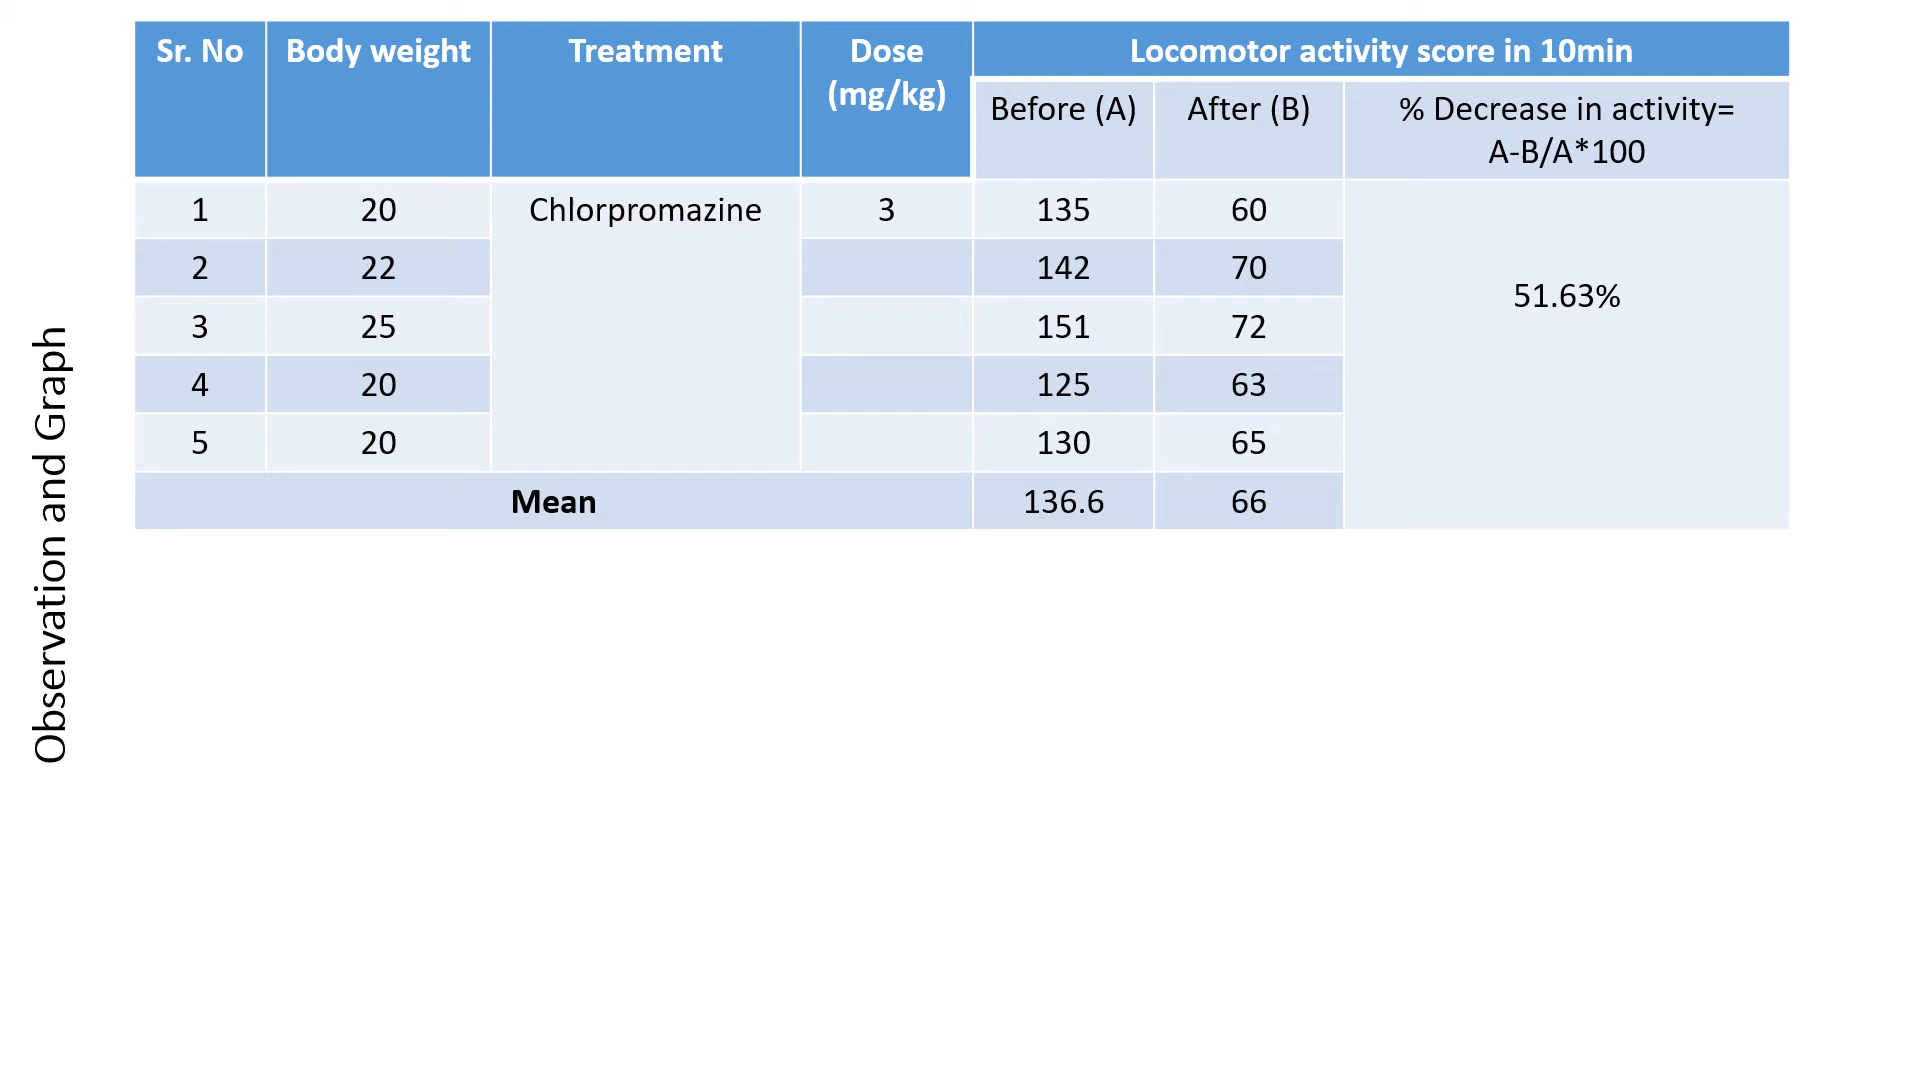 Observation and Graph
Sr. No Body weight Treatment Dose (mg/kg) Locomotor activity score in 10min
Before (A) After (B) % Decrease in activity=
A-B/A*100
1 20 Chlorpromazine 3 135 60
2 22 142 70
51.63%
3 25 151 72
4 20 125 63
5 20 130 65
Mean 136.6 66